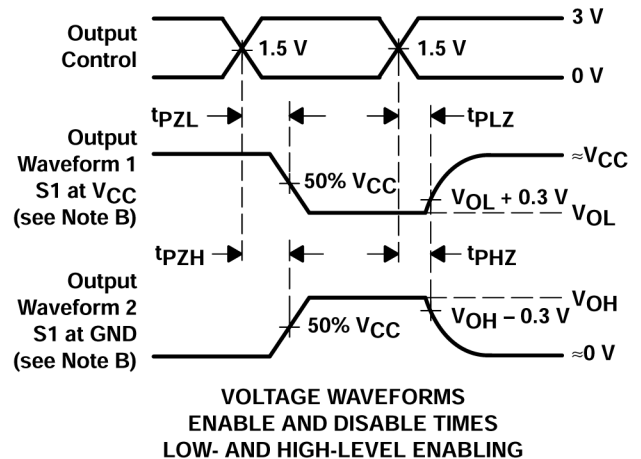 Output
Control
3 V
1.5 V
1.5 V
0 V
tPZL
tPLZ
Output
Waveform 1
S1 at VCC
(see Note B)
≈VCC
50% VCC
VOL + 0.3 V
VOL
tPZH
tPHZ
Output
Waveform 2
S1 at GND
(see Note B)
VOH
50% VCC
VOH – 0.3 V
≈0 V
VOLTAGE WAVEFORMS
ENABLE AND DISABLE TIMES
LOW- AND HIGH-LEVEL ENABLING